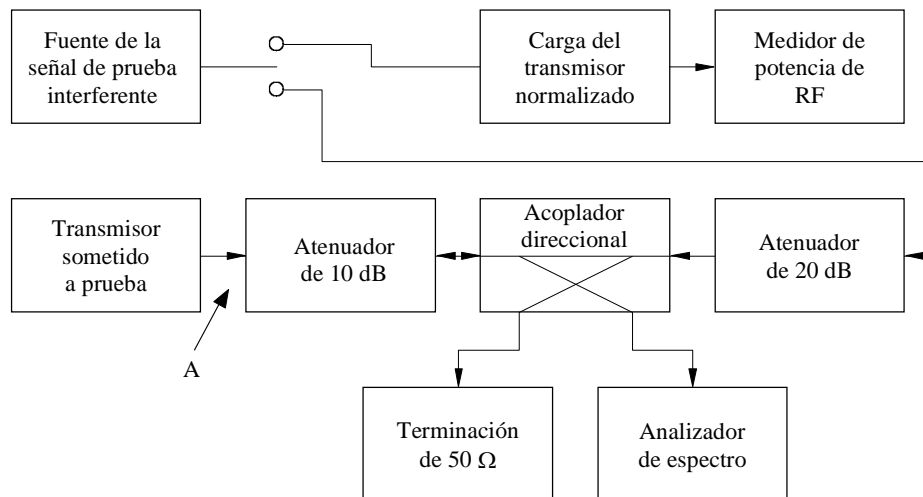 Fuente de la
señal de prueba
interferente
Carga del
transmisor
normalizado
Medidor de
potencia de
RF
Transmisor
sometido
a prueba
Atenuador
de 10 dB
Acoplador
direccional
Atenuador
de 20 dB
A
Terminación
de 50 Ω
Analizador
de espectro